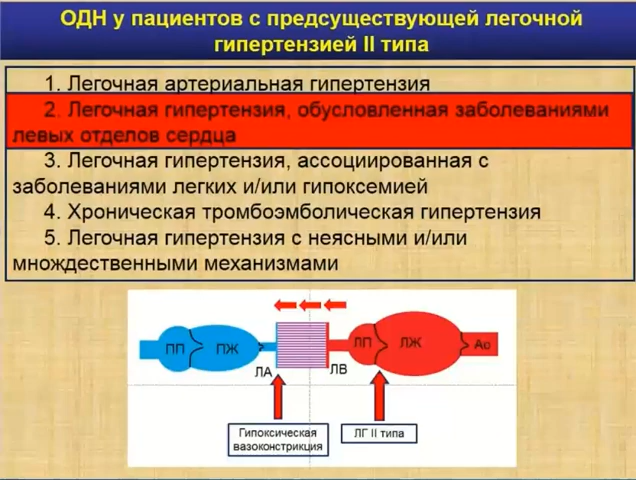 ОДН у пациентов с предсуществующей легочной
гипертензией II типа
1. Легочная артериальная гипертензия
2. Легочная гипертензия, обусловленная заболеваниями
левых отделов сердца
3. Легочная гипертензия, ассоциированная с
заболеваниями легких и/или гипоксемией
4. Хроническая тромбоэмболическая гипертензия
5. Легочная гипертензия с неясными и/или
множдественными механизмами
ПП ПЖ ЛА ЛВ ЛП ЛЖ Ао
Гипоксическая
вазоконстрикция
ЛГ II типа